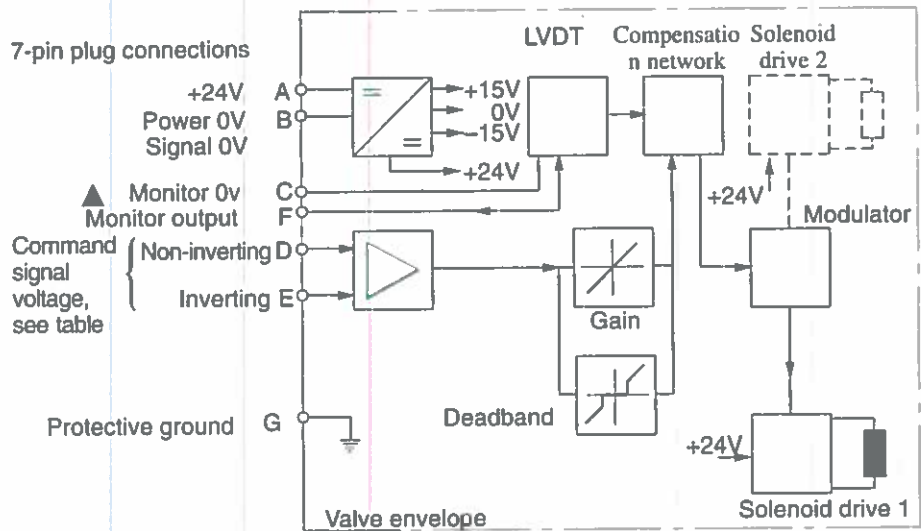 7-pin plug connections
+24V A
Power 0V B
Signal 0V
▲ Monitor 0v C
Monitor output F
Command signal voltage, see table
Non-inverting D
Inverting E
Protective ground G
+15V
0V
-15V
+24V
LVDT
Compensatio
n network
Solenoid
drive 2
+24V
Modulator
Gain
Deadband
+24V
Solenoid drive 1
Valve envelope